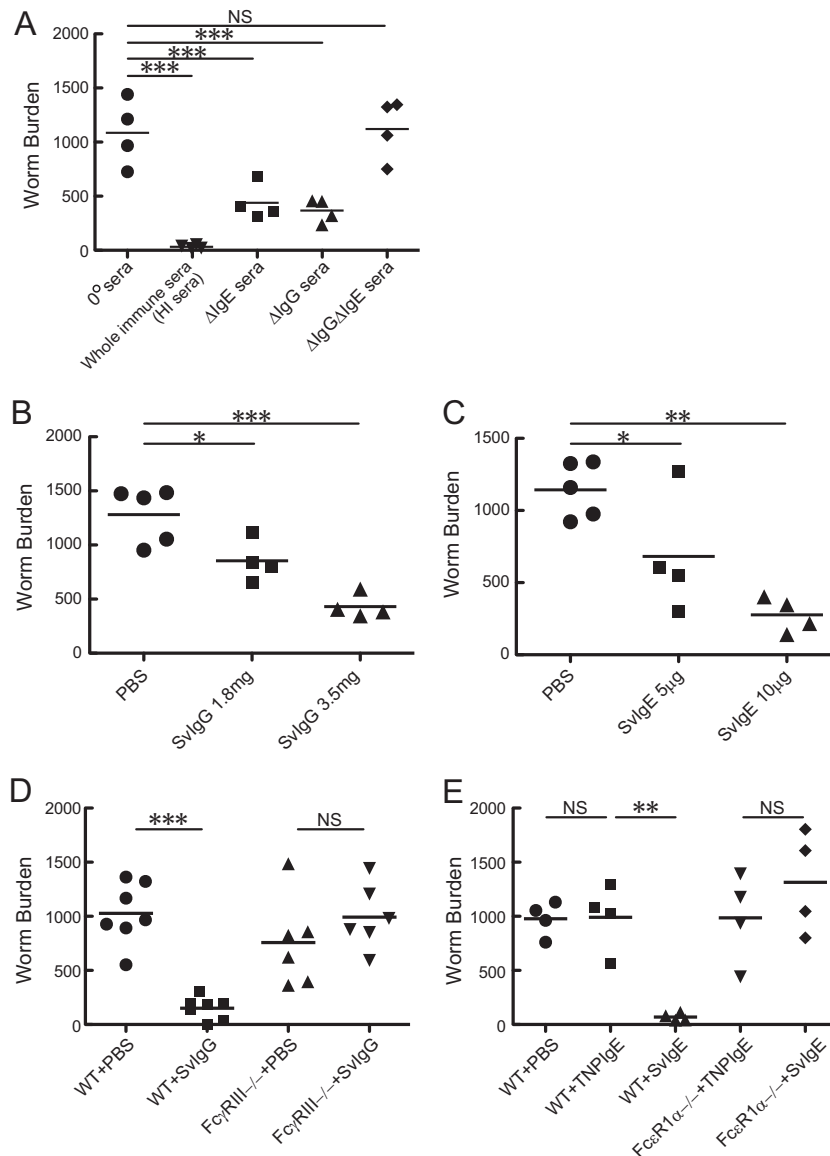 A
NS
***
***
***
Worm Burden
2000
1500
1000
500
0
0° sera
Whole immune sera
(HI sera)
ΔIgE sera
ΔIgG sera
ΔIgGΔIgE sera
B
***
*
Worm Burden
2000
1500
1000
500
0
PBS
SvIgG 1.8mg
SvIgG 3.5mg
C
**
*
Worm Burden
1500
1000
500
0
PBS
SvIgE 5µg
SvIgE 10µg
D
***
NS
Worm Burden
2000
1500
1000
500
0
WT+PBS
WT+SvIgG
FcγRIII−/−+PBS
FcγRIII−/−+SvIgG
E
NS
**
NS
Worm Burden
2000
1500
1000
500
0
WT+PBS
WT+TNPIgE
WT+SvIgE
FcεR1α−/−+TNPIgE
FcεR1α−/−+SvIgE